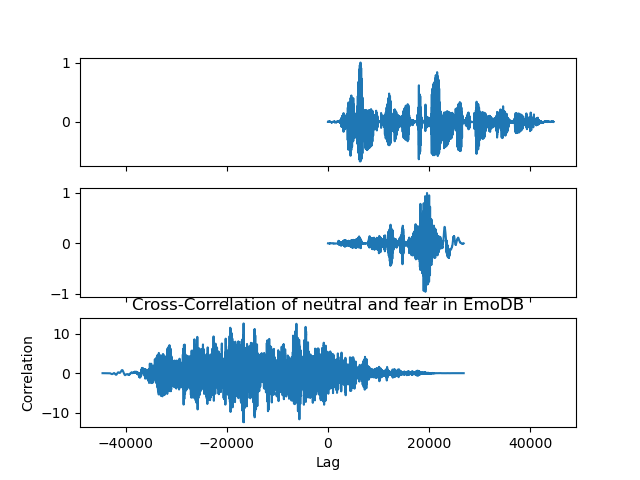 1
0
1
0
−1
Cross-Correlation of neutral and fear in EmoDB
Correlation
10
0
−10
−40000 −20000 0 20000 40000
Lag